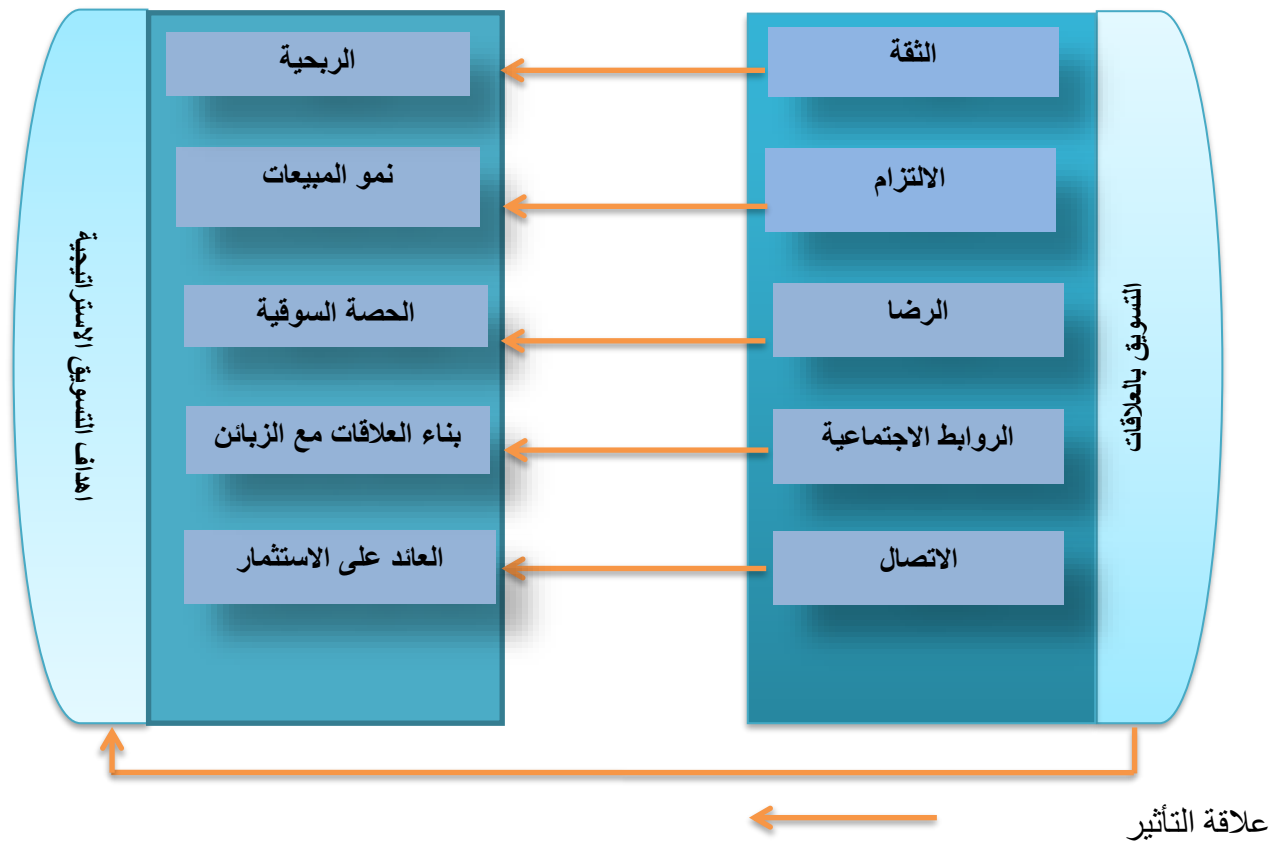 التسويق بالعلاقات
الثقة
الالتزام
الرضا
الروابط الاجتماعية
الاتصال
الربحية
نمو المبيعات
الحصة السوقية
بناء العلاقات مع الزبائن
العائد على الاستثمار
اهداف التسويق الاستراتيجية
علاقة التأثير